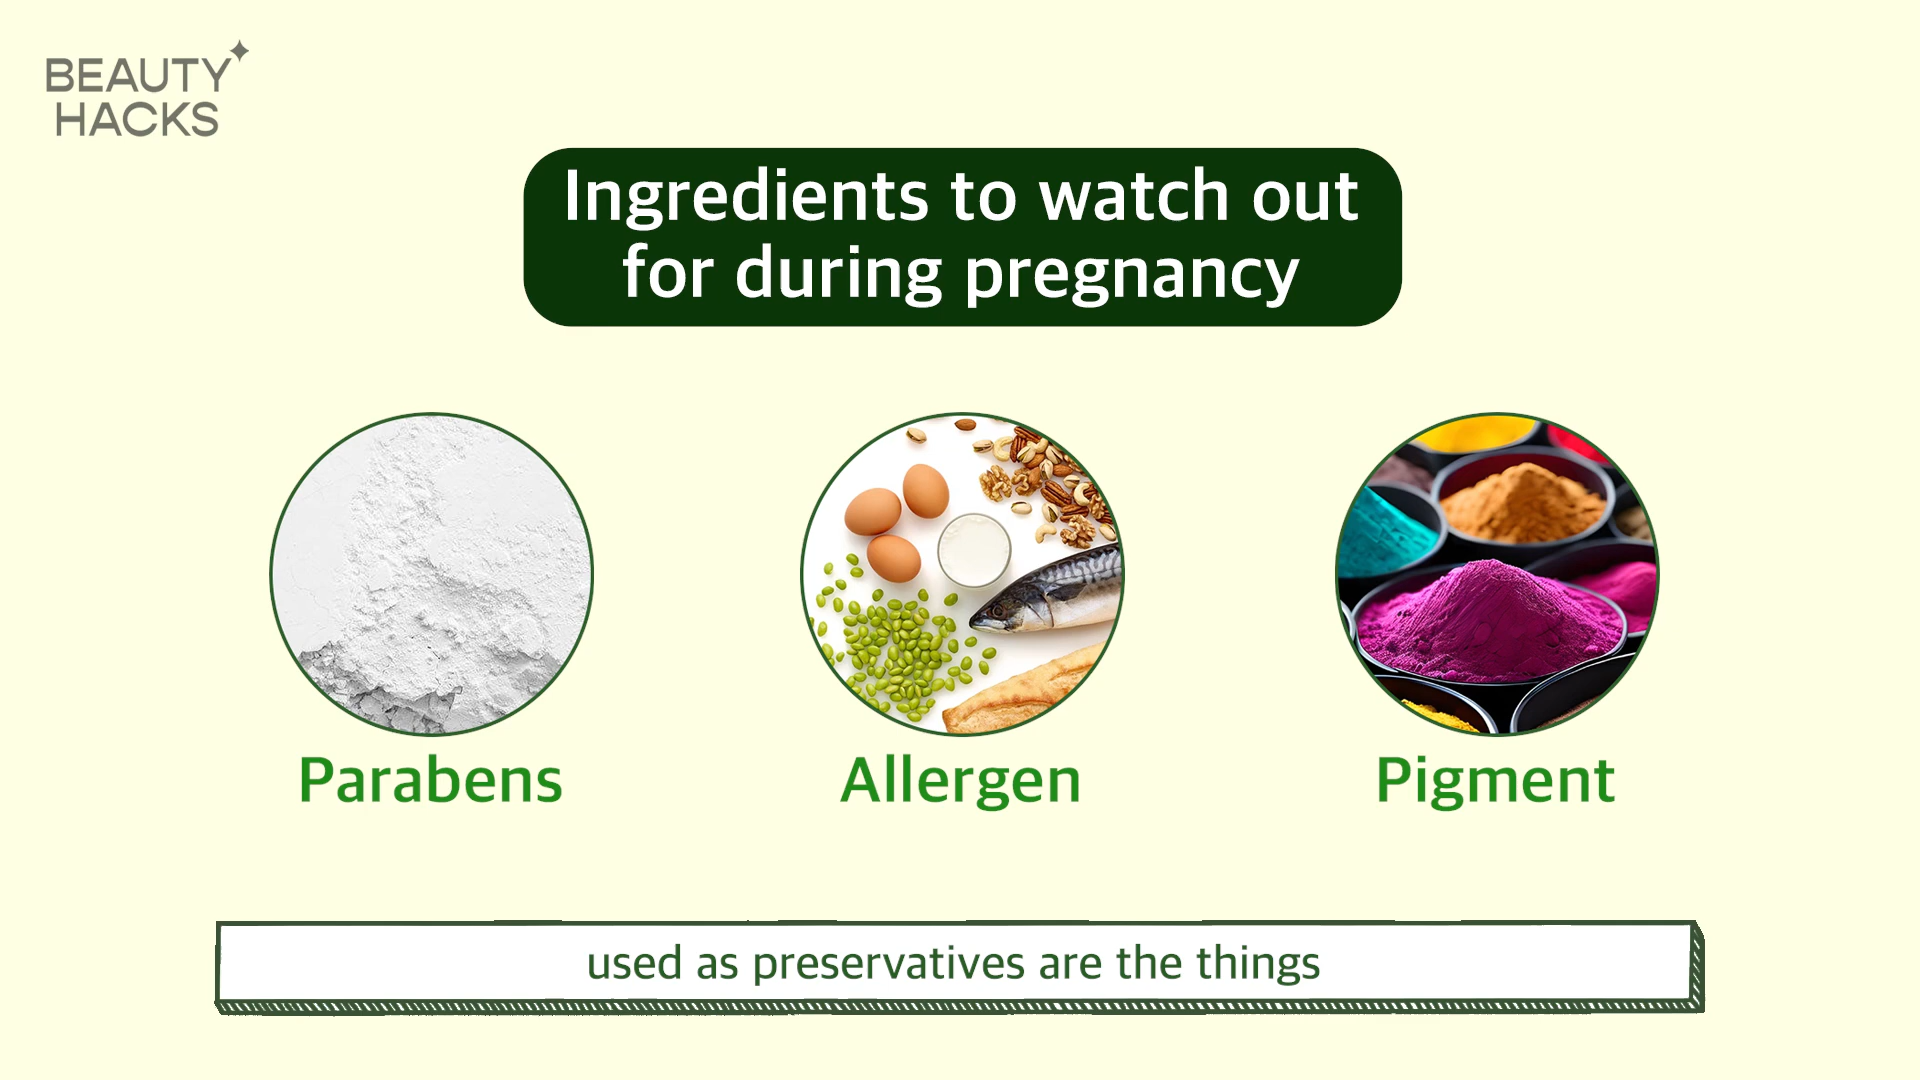 BEAUTY
HACKS
Ingredients to watch out
for during pregnancy
Parabens
Allergen
Pigment
used as preservatives are the things